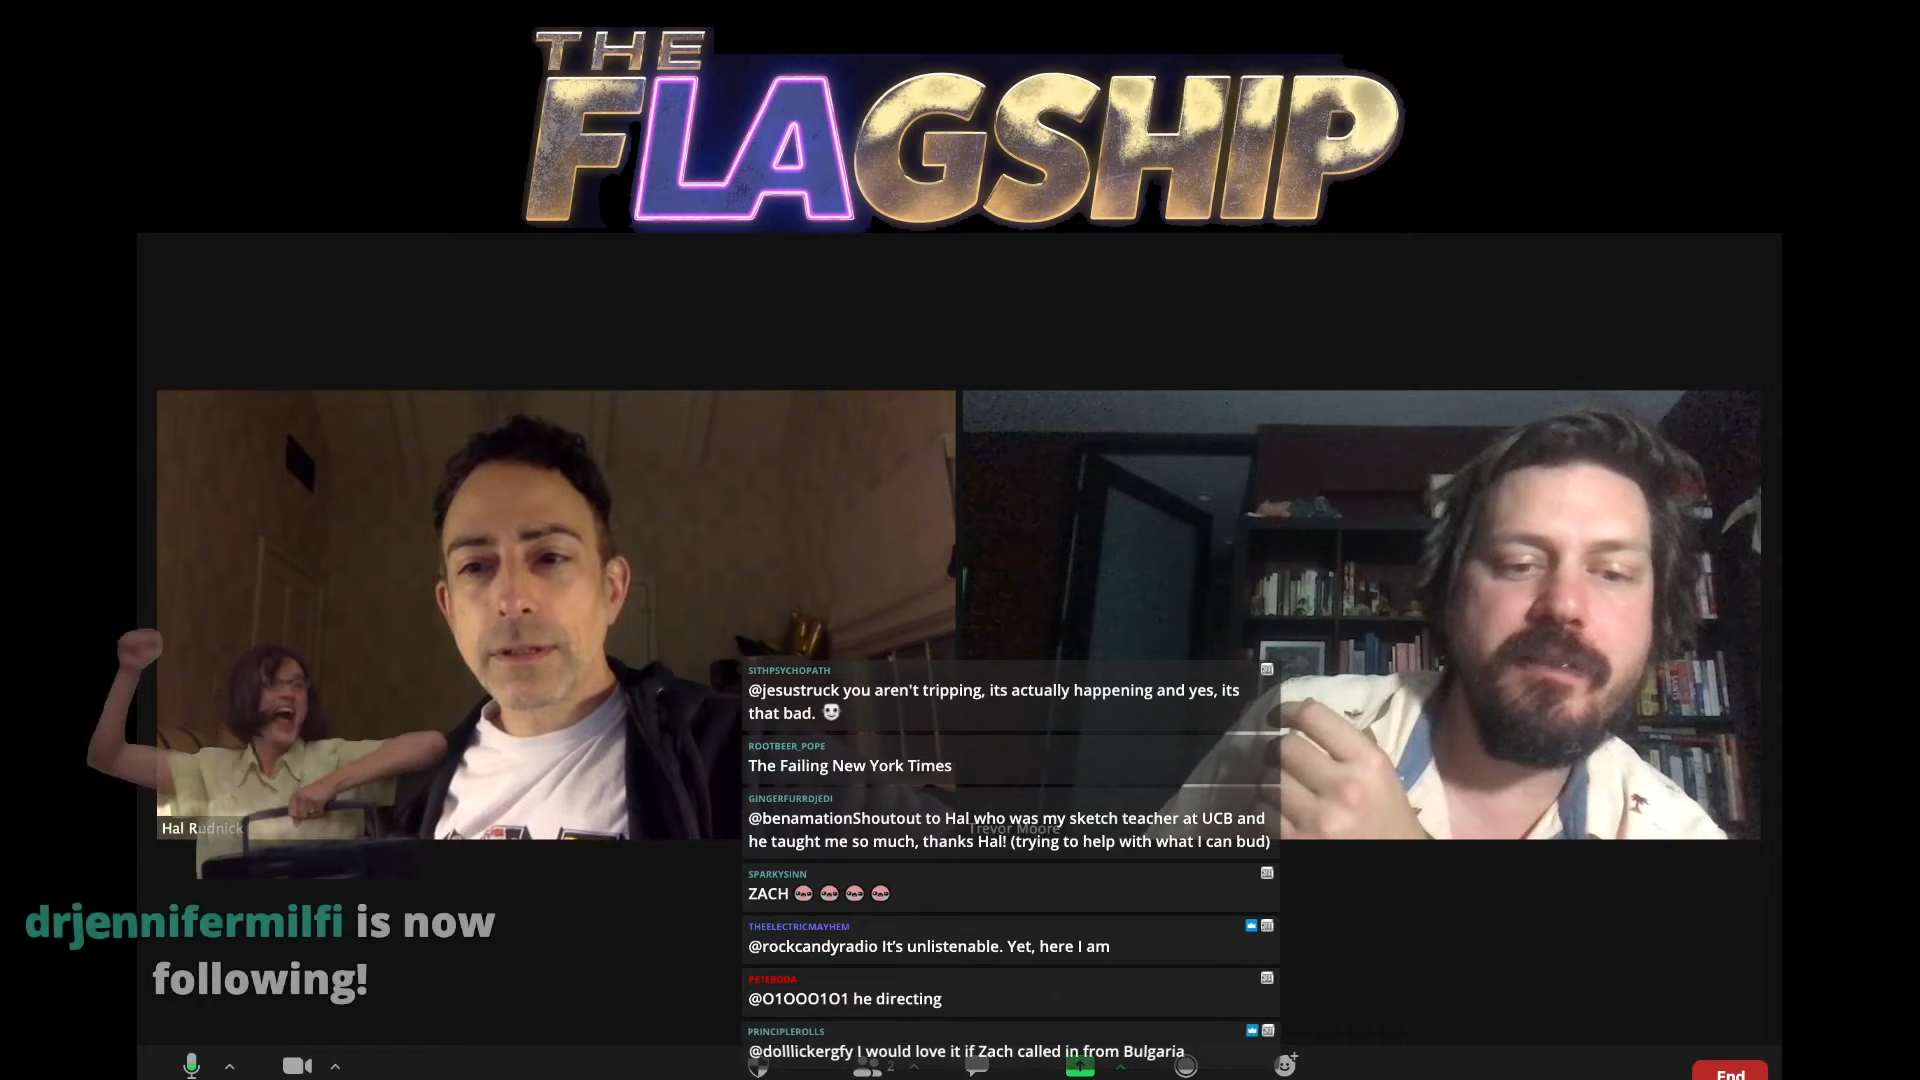 THE
FLAGSHIP
SITHPSYCHOPATH
@jesustruck you aren't tripping, its actually happening and yes, its
that bad.
ROOTBEER_POPE
The Failing New York Times
GINGERFURRDJEDI
@benamationShoutout to Hal who was my sketch teacher at UCB and
he taught me so much, thanks Hal! (trying to help with what I can bud)
Hal Rudnick
Trevor Moore
SPARKYSINN
ZACH
THEELECTRICMAYHEM
@rockcandyradio It’s unlistenable. Yet, here I am
PETEBODA
@O1OOO1O1 he directing
PRINCIPLEROLLS
@dolllickergfy I would love it if Zach called in from Bulgaria
drjennifermilfi is now
following!
2
End